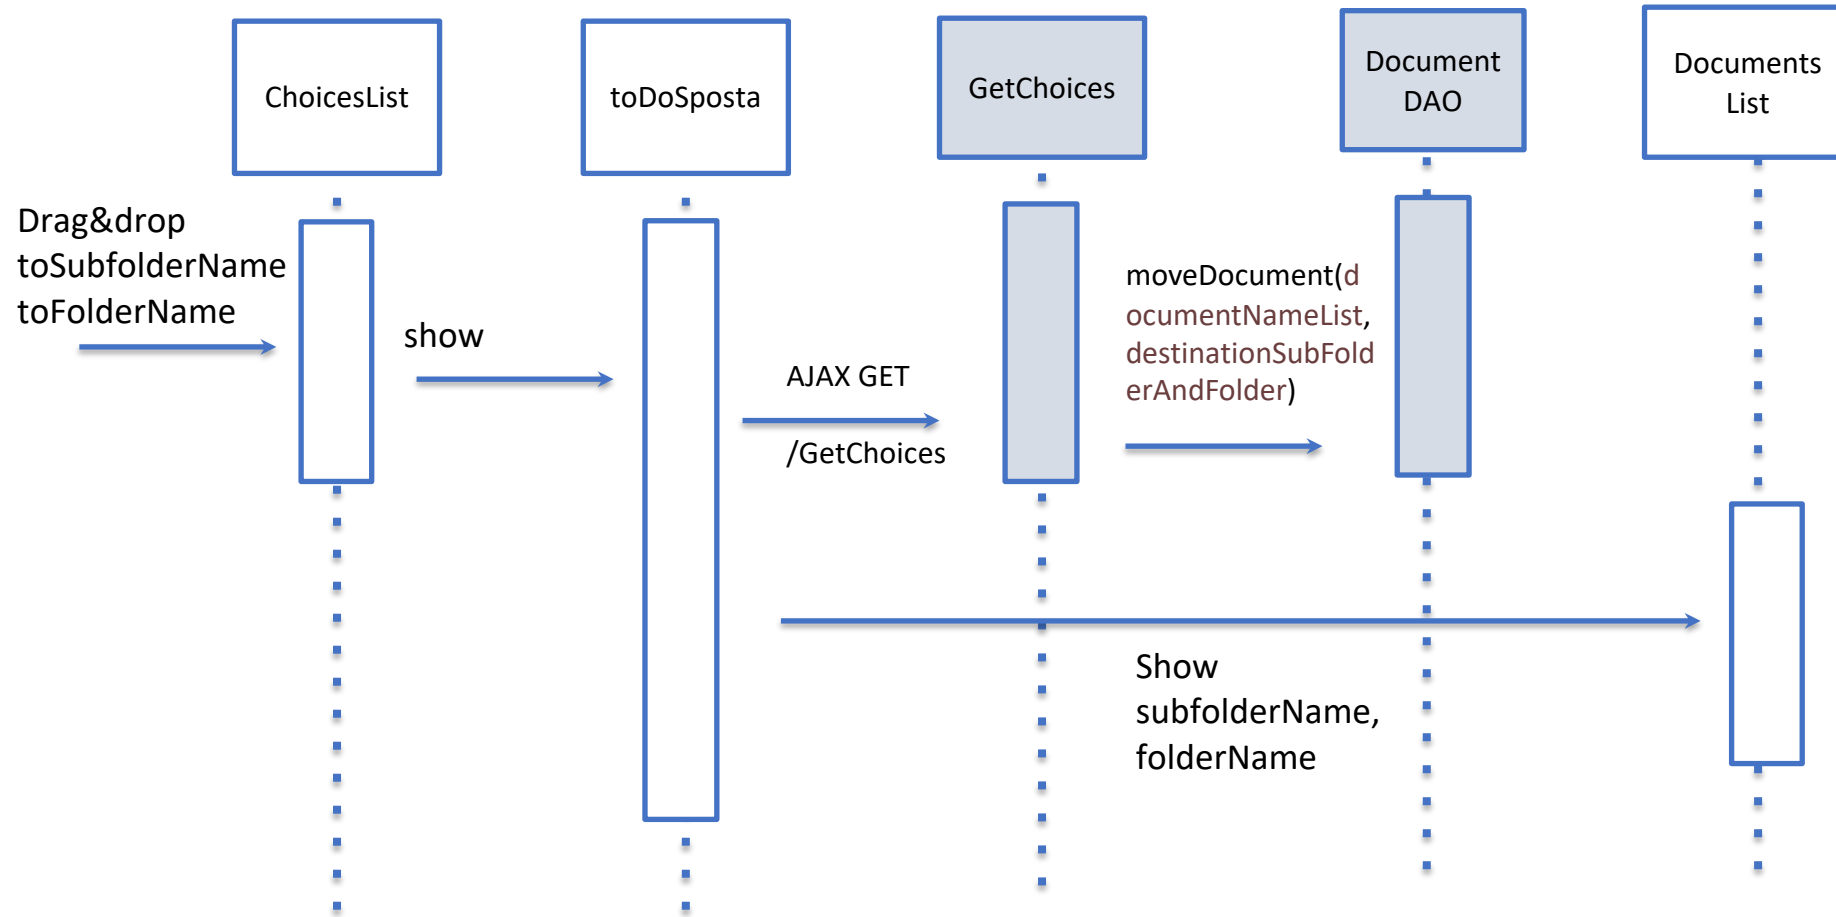 ChoicesList
toDoSposta
GetChoices
Document
DAO
Documents
List
Drag&drop
toSubfolderName
toFolderName
show
AJAX GET
/GetChoices
moveDocument(d
ocumentNameList,
destinationSubFold
erAndFolder)
Show
subfolderName,
folderName